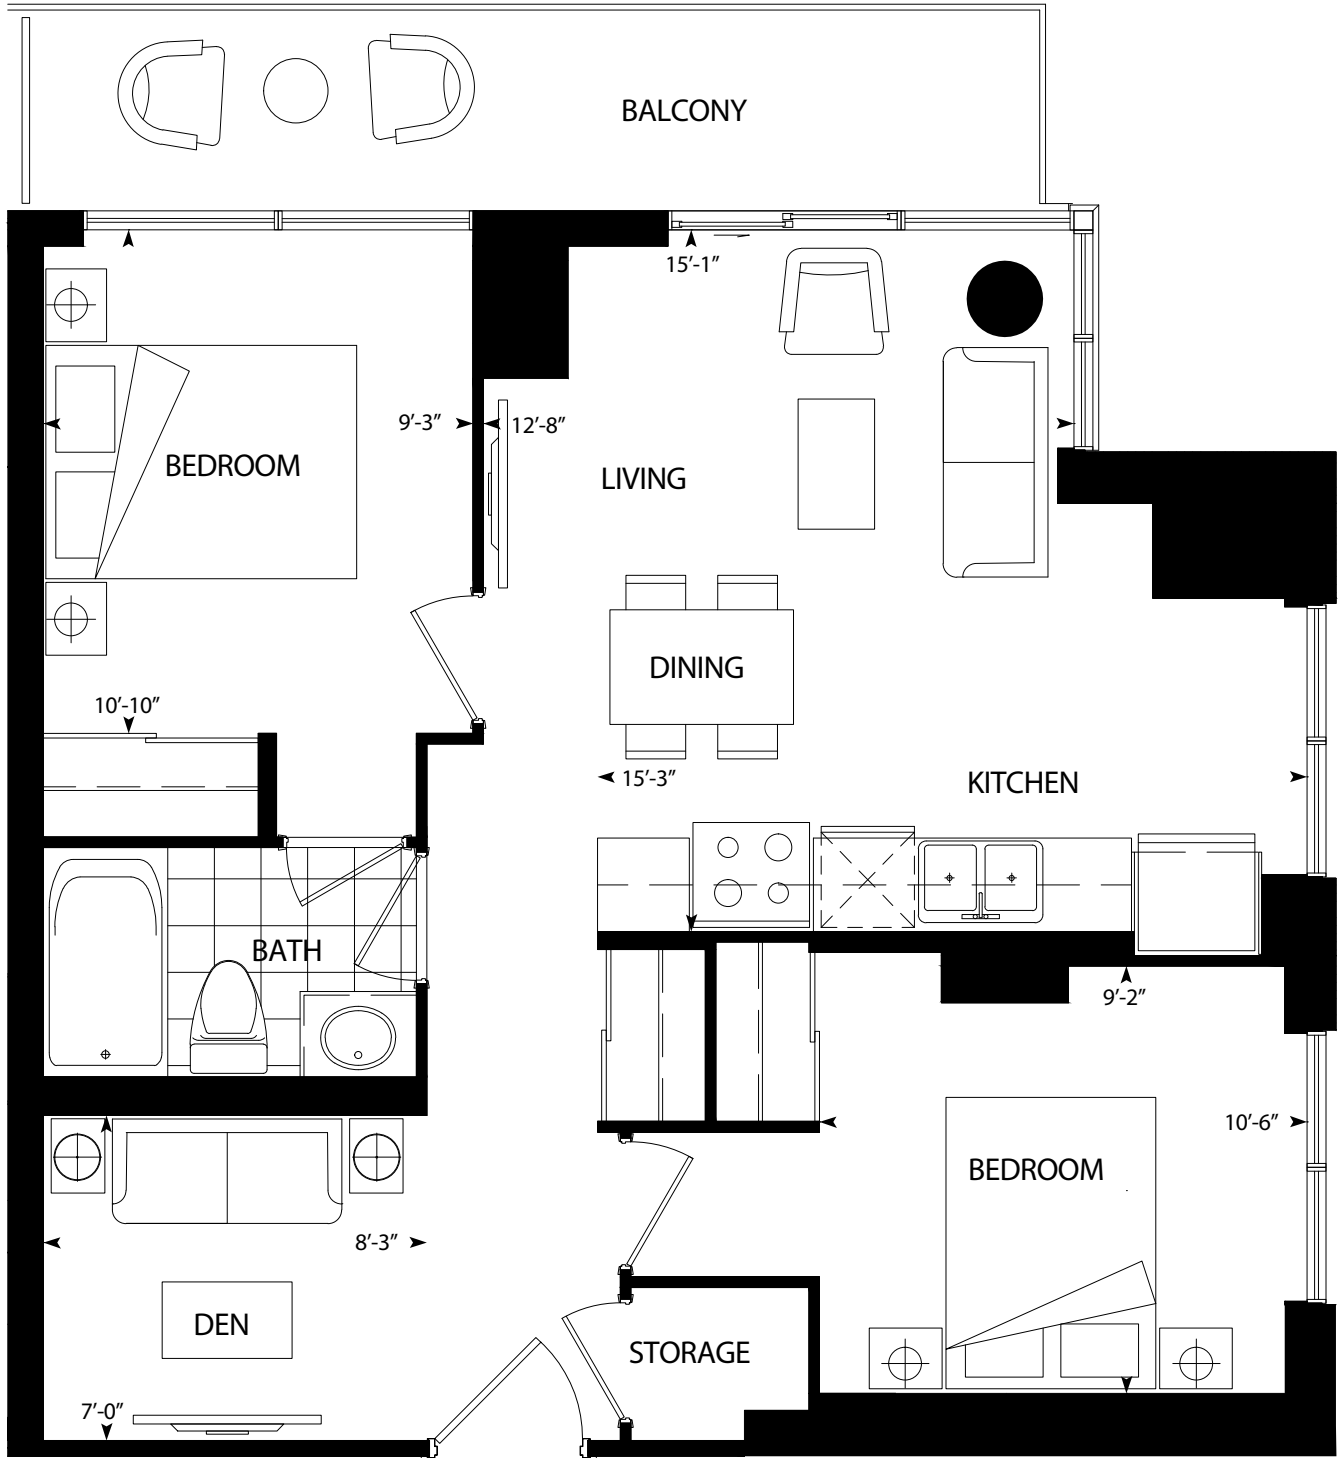 BALCONY
15’-1”
9’-3”
12’-8”
BEDROOM
LIVING
DINING
10’-10”
15’-3”
KITCHEN
BATH
9’-2”
10’-6”
BEDROOM
8’-3”
DEN
STORAGE
7’-0”